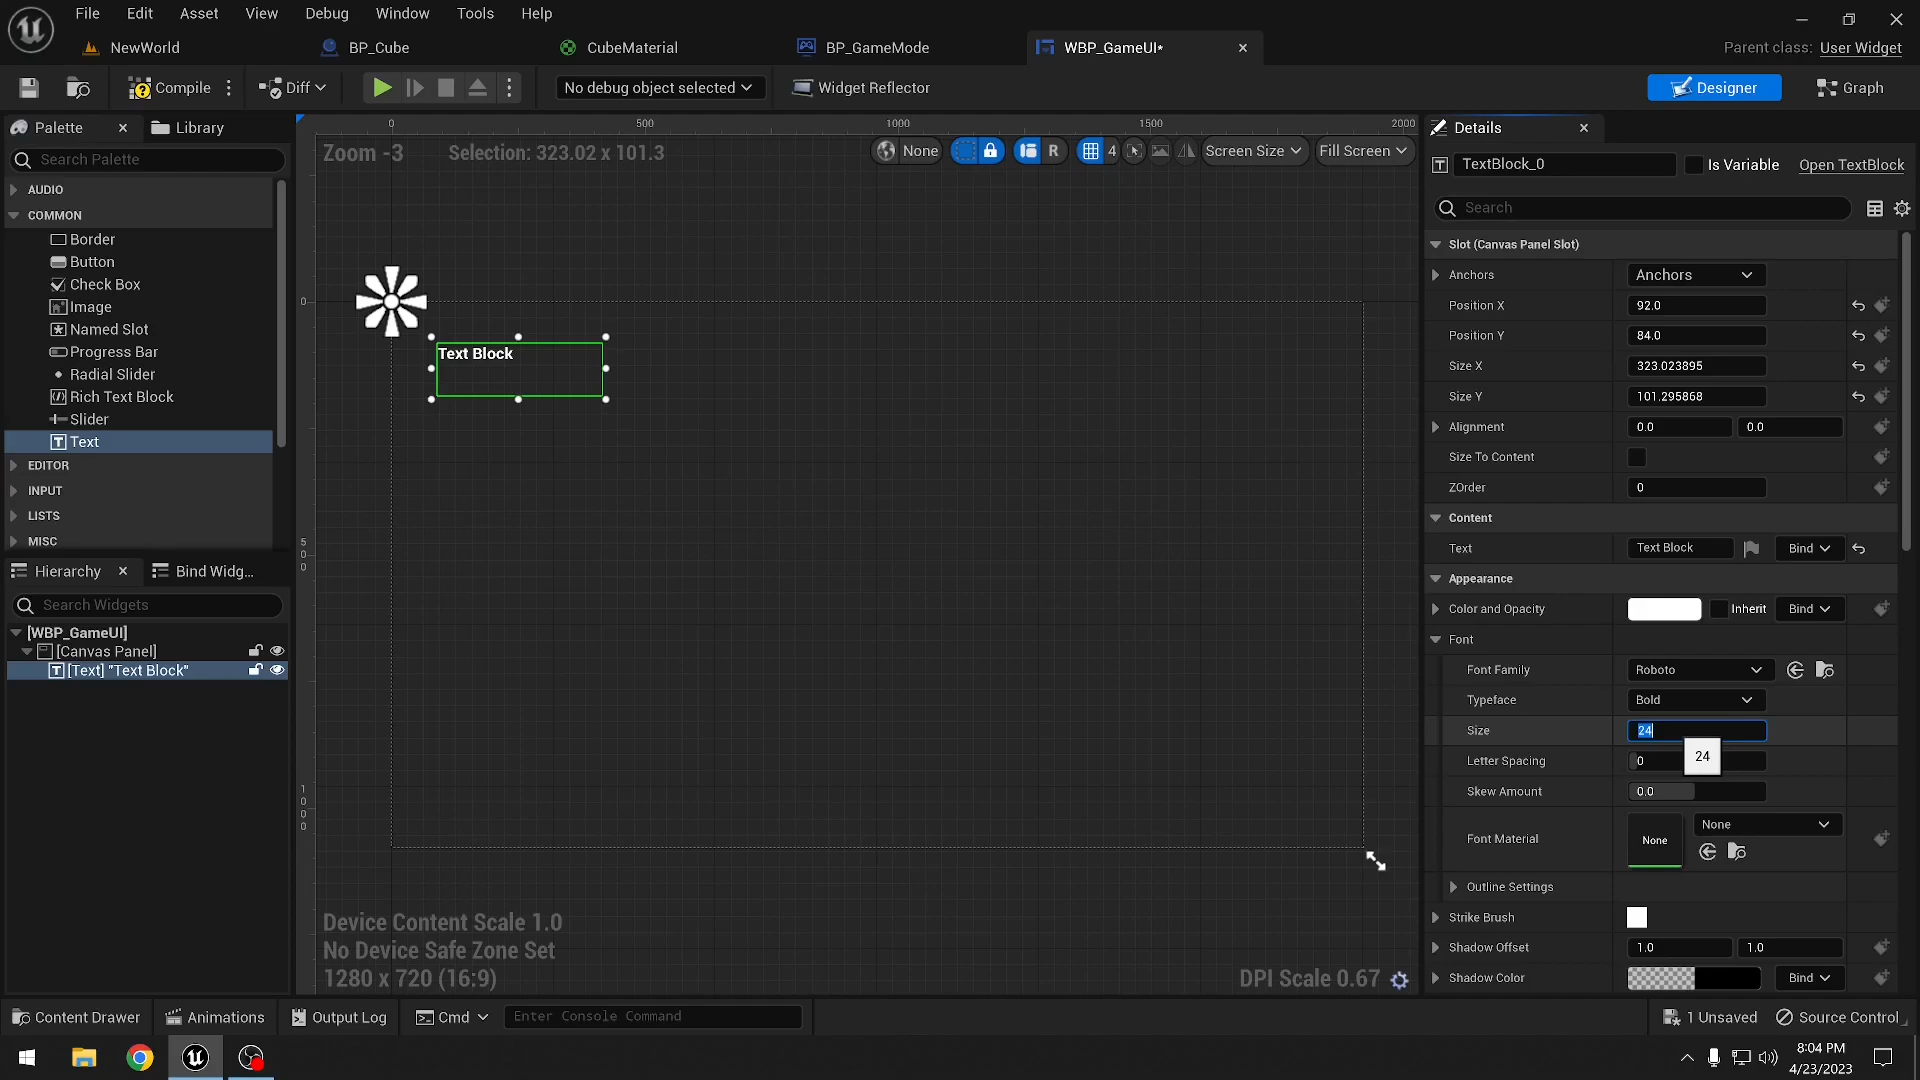 File Edit Asset View Debug Window Tools Help
NewWorld BP_Cube CubeMaterial BP_GameMode WBP_GameUI* Parent class: User Widget
Compile Diff No debug object selected Widget Reflector Designer Graph
Palette Library
Search Palette
AUDIO
COMMON
Border
Button
Check Box
Image
Named Slot
Progress Bar
Radial Slider
Rich Text Block
Slider
Text
EDITOR
INPUT
LISTS
MISC
Hierarchy Bind Widg...
Search Widgets
[WBP_GameUI]
[Canvas Panel]
[Text] "Text Block"
0 500 1000 1500 2000
Zoom -3 Selection: 323.02 x 101.3 None R 4 Screen Size Fill Screen
0
500
1000
Text Block
Device Content Scale 1.0
No Device Safe Zone Set
1280 x 720 (16:9)
DPI Scale 0.67
Details
TextBlock_0 Is Variable Open TextBlock
Search
Slot (Canvas Panel Slot)
Anchors Anchors
Position X 92.0
Position Y 84.0
Size X 323.023895
Size Y 101.295868
Alignment 0.0 0.0
Size To Content
ZOrder 0
Content
Text Text Block Bind
Appearance
Color and Opacity Inherit Bind
Font
Font Family Roboto
Typeface Bold
Size 24
24
Letter Spacing 0
Skew Amount 0.0
Font Material None None
Outline Settings
Strike Brush
Shadow Offset 1.0 1.0
Shadow Color Bind
Content Drawer Animations Output Log Cmd Enter Console Command 1 Unsaved Source Control
8:04 PM
4/23/2023